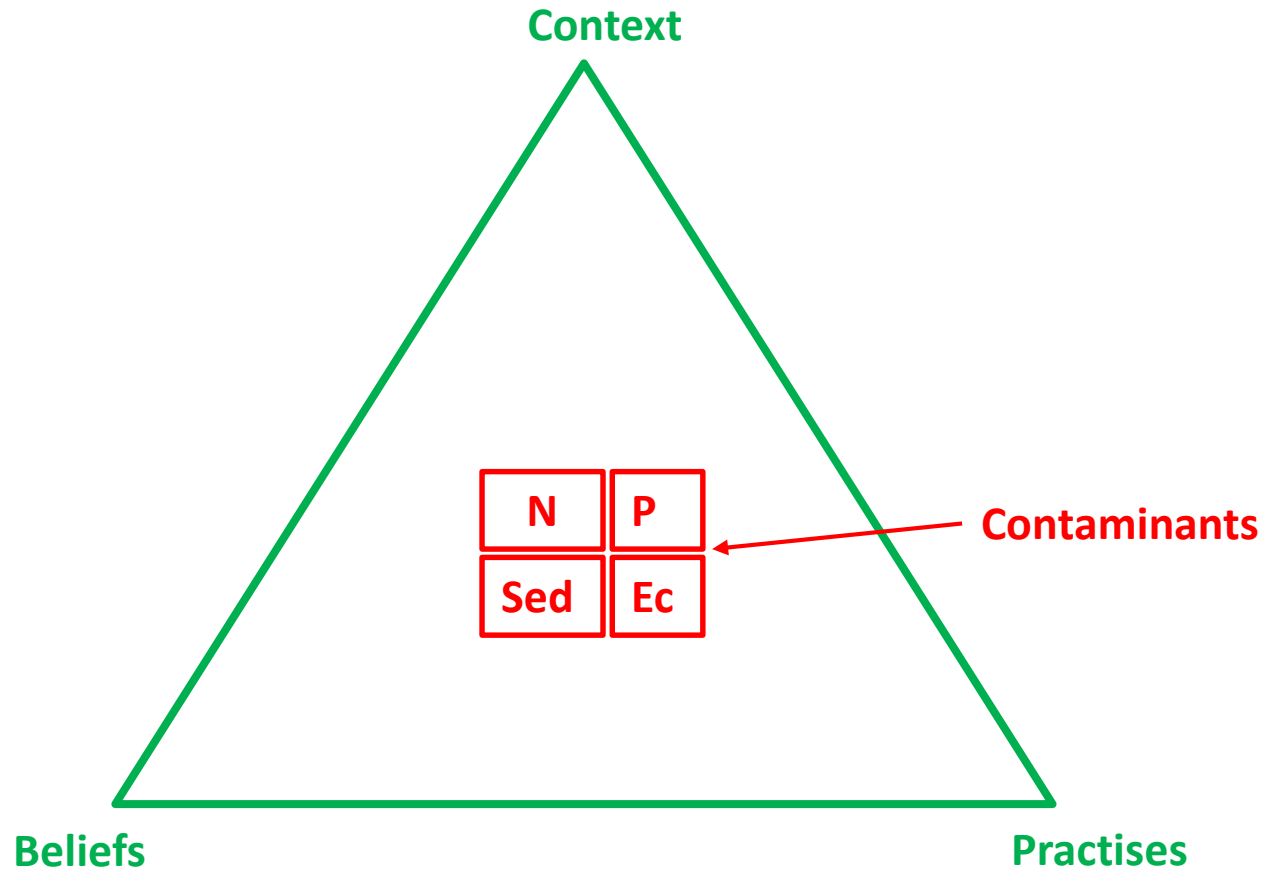 Context
N
P
Contaminants
Sed
Ec
Beliefs
Practises